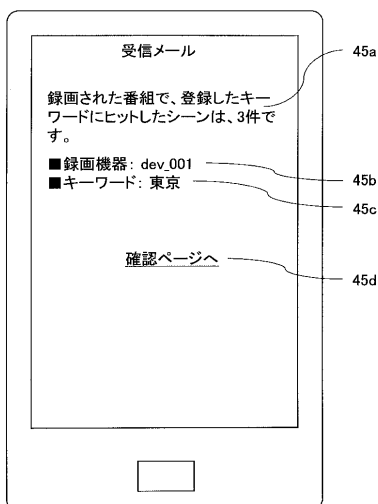 受信メール
45a
録画された番組で、登録したキー
ワードにヒットしたシーンは、3件で
す。
■録画機器: dev_001
45b
■キーワード: 東京
45c
確認ページへ
45d